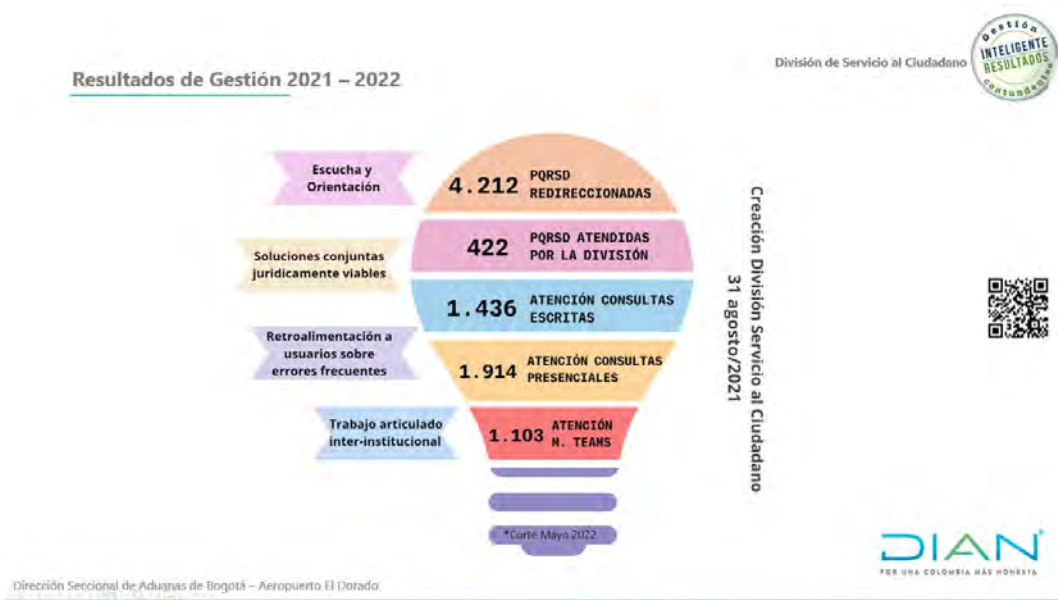 Resultados de Gestión 2021 – 2022
División de Servicio al Ciudadano
Gestión
INTELIGENTE
RESULTADOS
contundentes
Escucha y
Orientación
4.212 PQRSD
REDIRECCIONADAS
Soluciones conjuntas
juridicamente viables
422 PQRSD ATENDIDAS
POR LA DIVISIÓN
1.436 ATENCIÓN CONSULTAS
ESCRITAS
Retroalimentación a
usuarios sobre
errores frecuentes
1.914 ATENCIÓN CONSULTAS
PRESENCIALES
Trabajo articulado
inter-institucional
1.103 ATENCIÓN
M. TEAMS
*Corte Mayo 2022
Creación División Servicio al Ciudadano
31 agosto/2021
DIAN
POR UNA COLOMBIA MÁS HONESTA
Dirección Seccional de Aduanas de Bogotá – Aeropuerto El Dorado